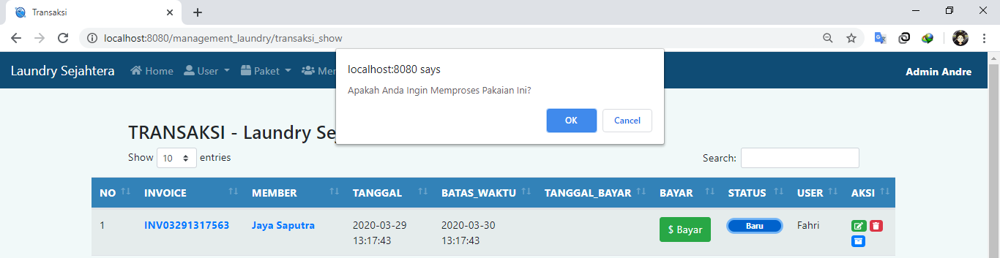 Transaksi
localhost:8080/management_laundry/transaksi_show
Laundry Sejahtera Home User Paket Me Admin Andre
localhost:8080 says
Apakah Anda Ingin Memproses Pakaian Ini?
OK Cancel
TRANSAKSI - Laundry Se
Show 10 entries Search:
NO INVOICE MEMBER TANGGAL BATAS_WAKTU TANGGAL_BAYAR BAYAR STATUS USER AKSI
1 INV03291317563 Jaya Saputra 2020-03-29 2020-03-30 $ Bayar Baru Fahri
13:17:43 13:17:43